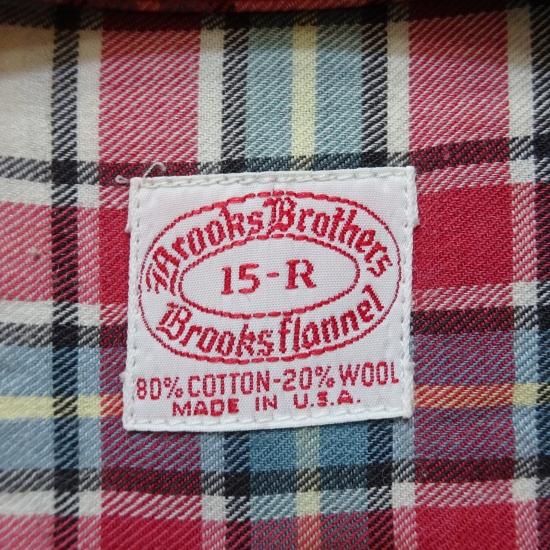 Brooks Brothers
15-R
Brooksflannel
80% COTTON-20% WOOL
MADE IN U.S.A.